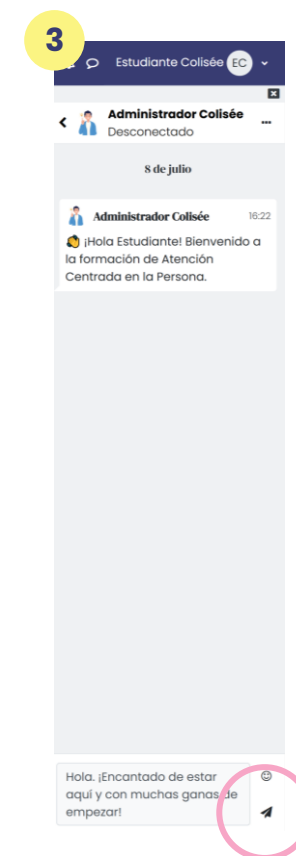 3
Estudiante Colisée EC
Administrador Colisée
Desconectado
8 de julio
Administrador Colisée 16:22
👏 ¡Hola Estudiante! Bienvenido a
la formación de Atención
Centrada en la Persona.
Hola. ¡Encantado de estar
aquí y con muchas ganas de
empezar!